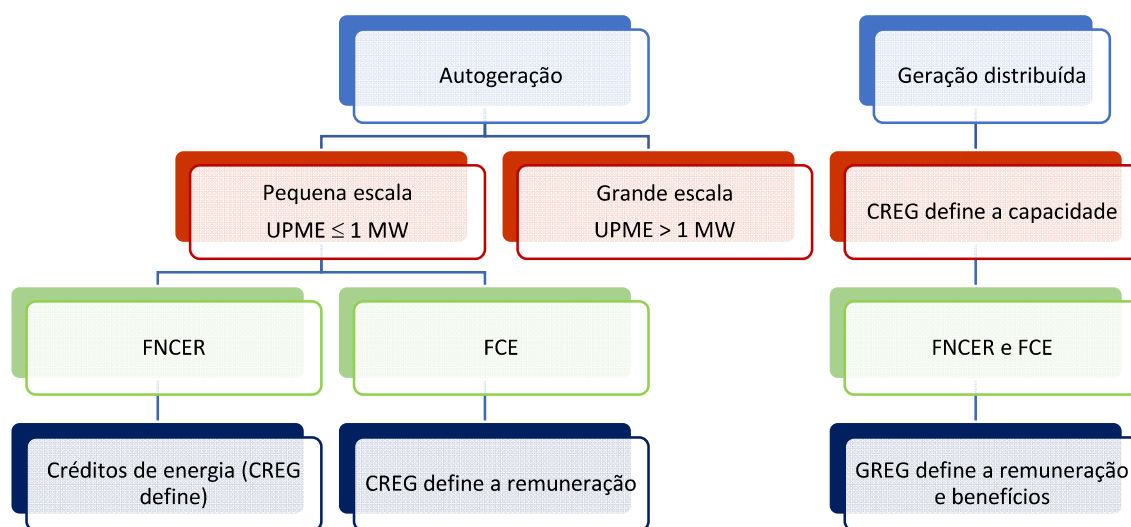 Autogeração
Geração distribuída
Pequena escala
UPME ≤ 1 MW
Grande escala
UPME > 1 MW
CREG define a capacidade
FNCER
FCE
FNCER e FCE
Créditos de energia (CREG
define)
CREG define a remuneração
GREG define a remuneração
e benefícios